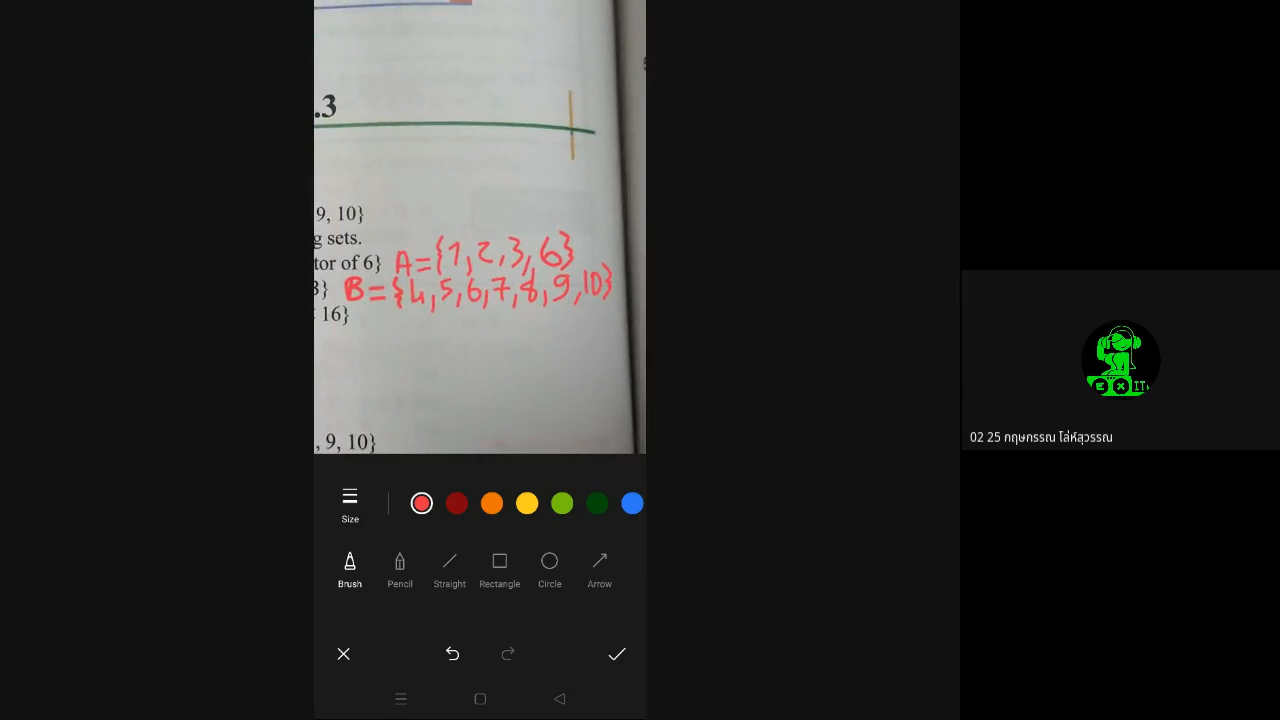 .3
9, 10}
g sets.
tor of 6} A={1,2,3,6}
3} B={4,5,6,7,8,9,10}
16}
, 9, 10}
Size
Brush Pencil Straight Rectangle Circle Arrow
EXIT
02 25 กฤษกรรณ โล่ห์สุวรรณ